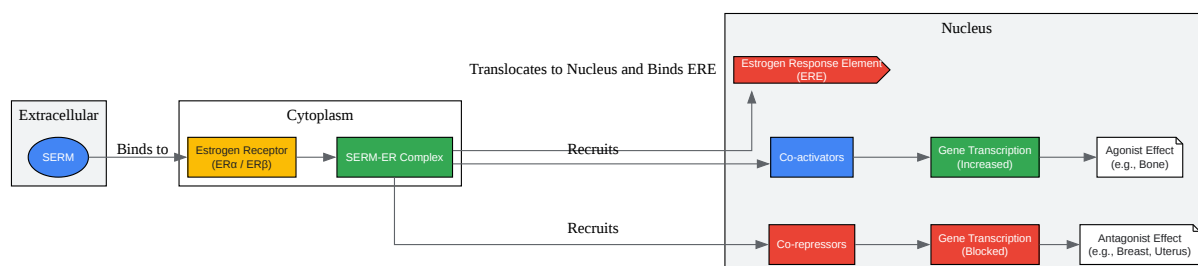 Nucleus
Estrogen Response Element
(ERE)
Translocates to Nucleus and Binds ERE
Extracellular
SERM
Binds to
Cytoplasm
Estrogen Receptor
(ERα / ERβ)
SERM-ER Complex
Recruits
Co-activators
Gene Transcription
(Increased)
Agonist Effect
(e.g., Bone)
Recruits
Co-repressors
Gene Transcription
(Blocked)
Antagonist Effect
(e.g., Breast, Uterus)